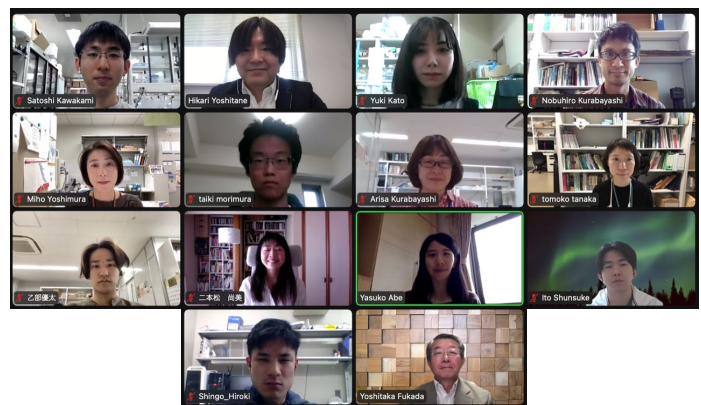 Satoshi Kawakami
Hikari Yoshitane
Yuki Kato
Nobuhiro Kurabayashi
Miho Yoshimura
taiki morimura
Arisa Kurabayashi
tomoko tanaka
乙部優太
二本松　尚美
Yasuko Abe
Ito Shunsuke
Shingo_Hiroki
Yoshitaka Fukada